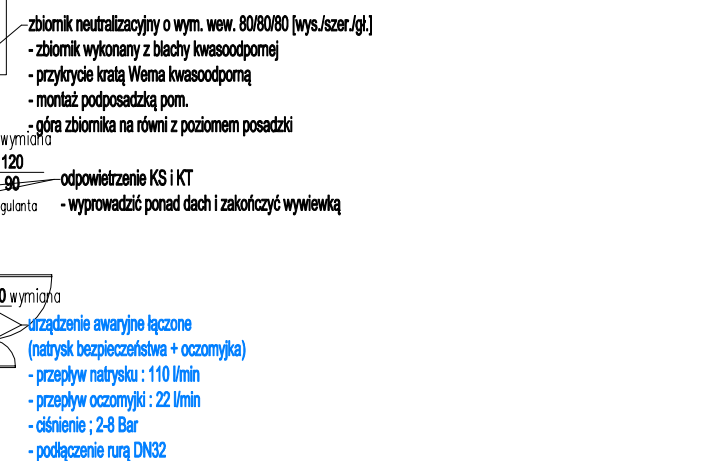 zbiornik neutralizacyjny o wym. wew. 80/80/80 [wys./szer./gł.]
- zbiornik wykonany z blachy kwasoodpornej
- przykrycie kratą Wema kwasoodporną
- montaż podposadzką pom.
- góra zbiornika na równi z poziomem posadzki
wymiana
120
90
gulanta
odpowietrzenie KS i KT
- wyprowadzić ponad dach i zakończyć wywiewką
0 wymiana
urządzenie awaryjne łączone
(natrysk bezpieczeństwa + oczomyjka)
- przepływ natrysku : 110 l/min
- przepływ oczomyjki : 22 l/min
- ciśnienie ; 2-8 Bar
- podłączenie rurą DN32